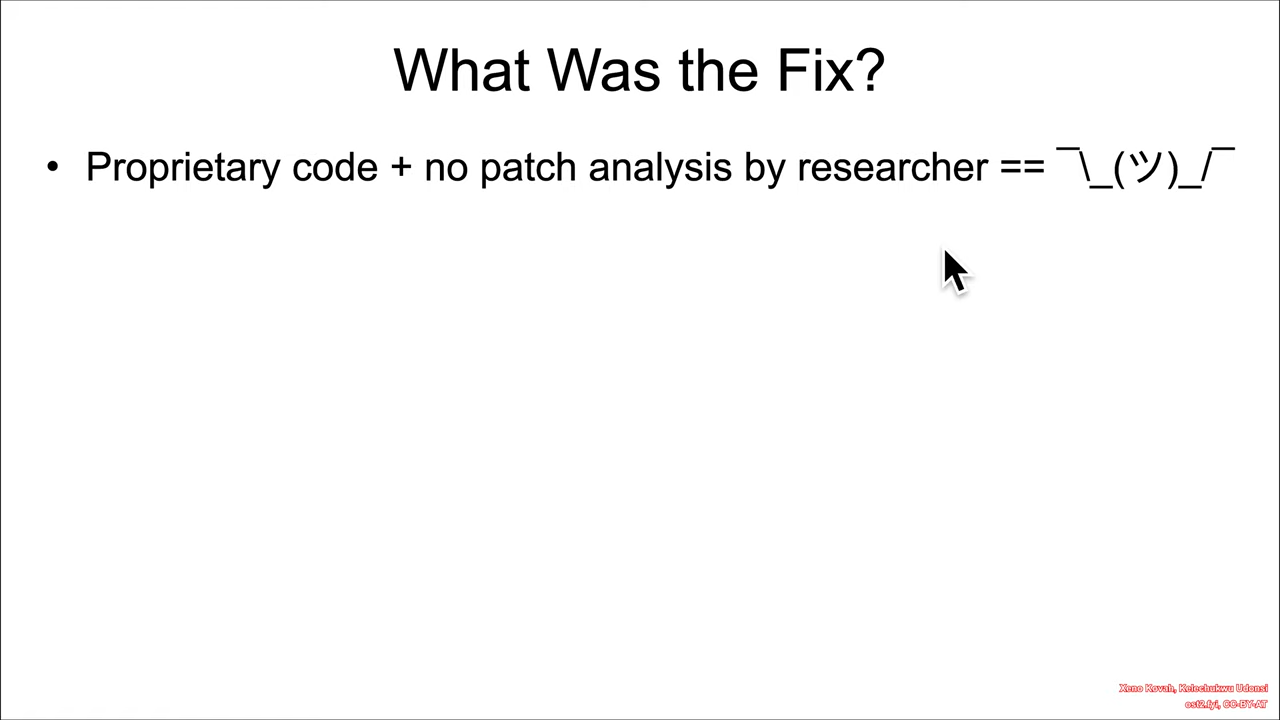 What Was the Fix?
• Proprietary code + no patch analysis by researcher == ¯\_(ツ)_/¯
Xeno Kovah, Kelechukwu Udonsi
ost2.fyi, CC-BY-AT